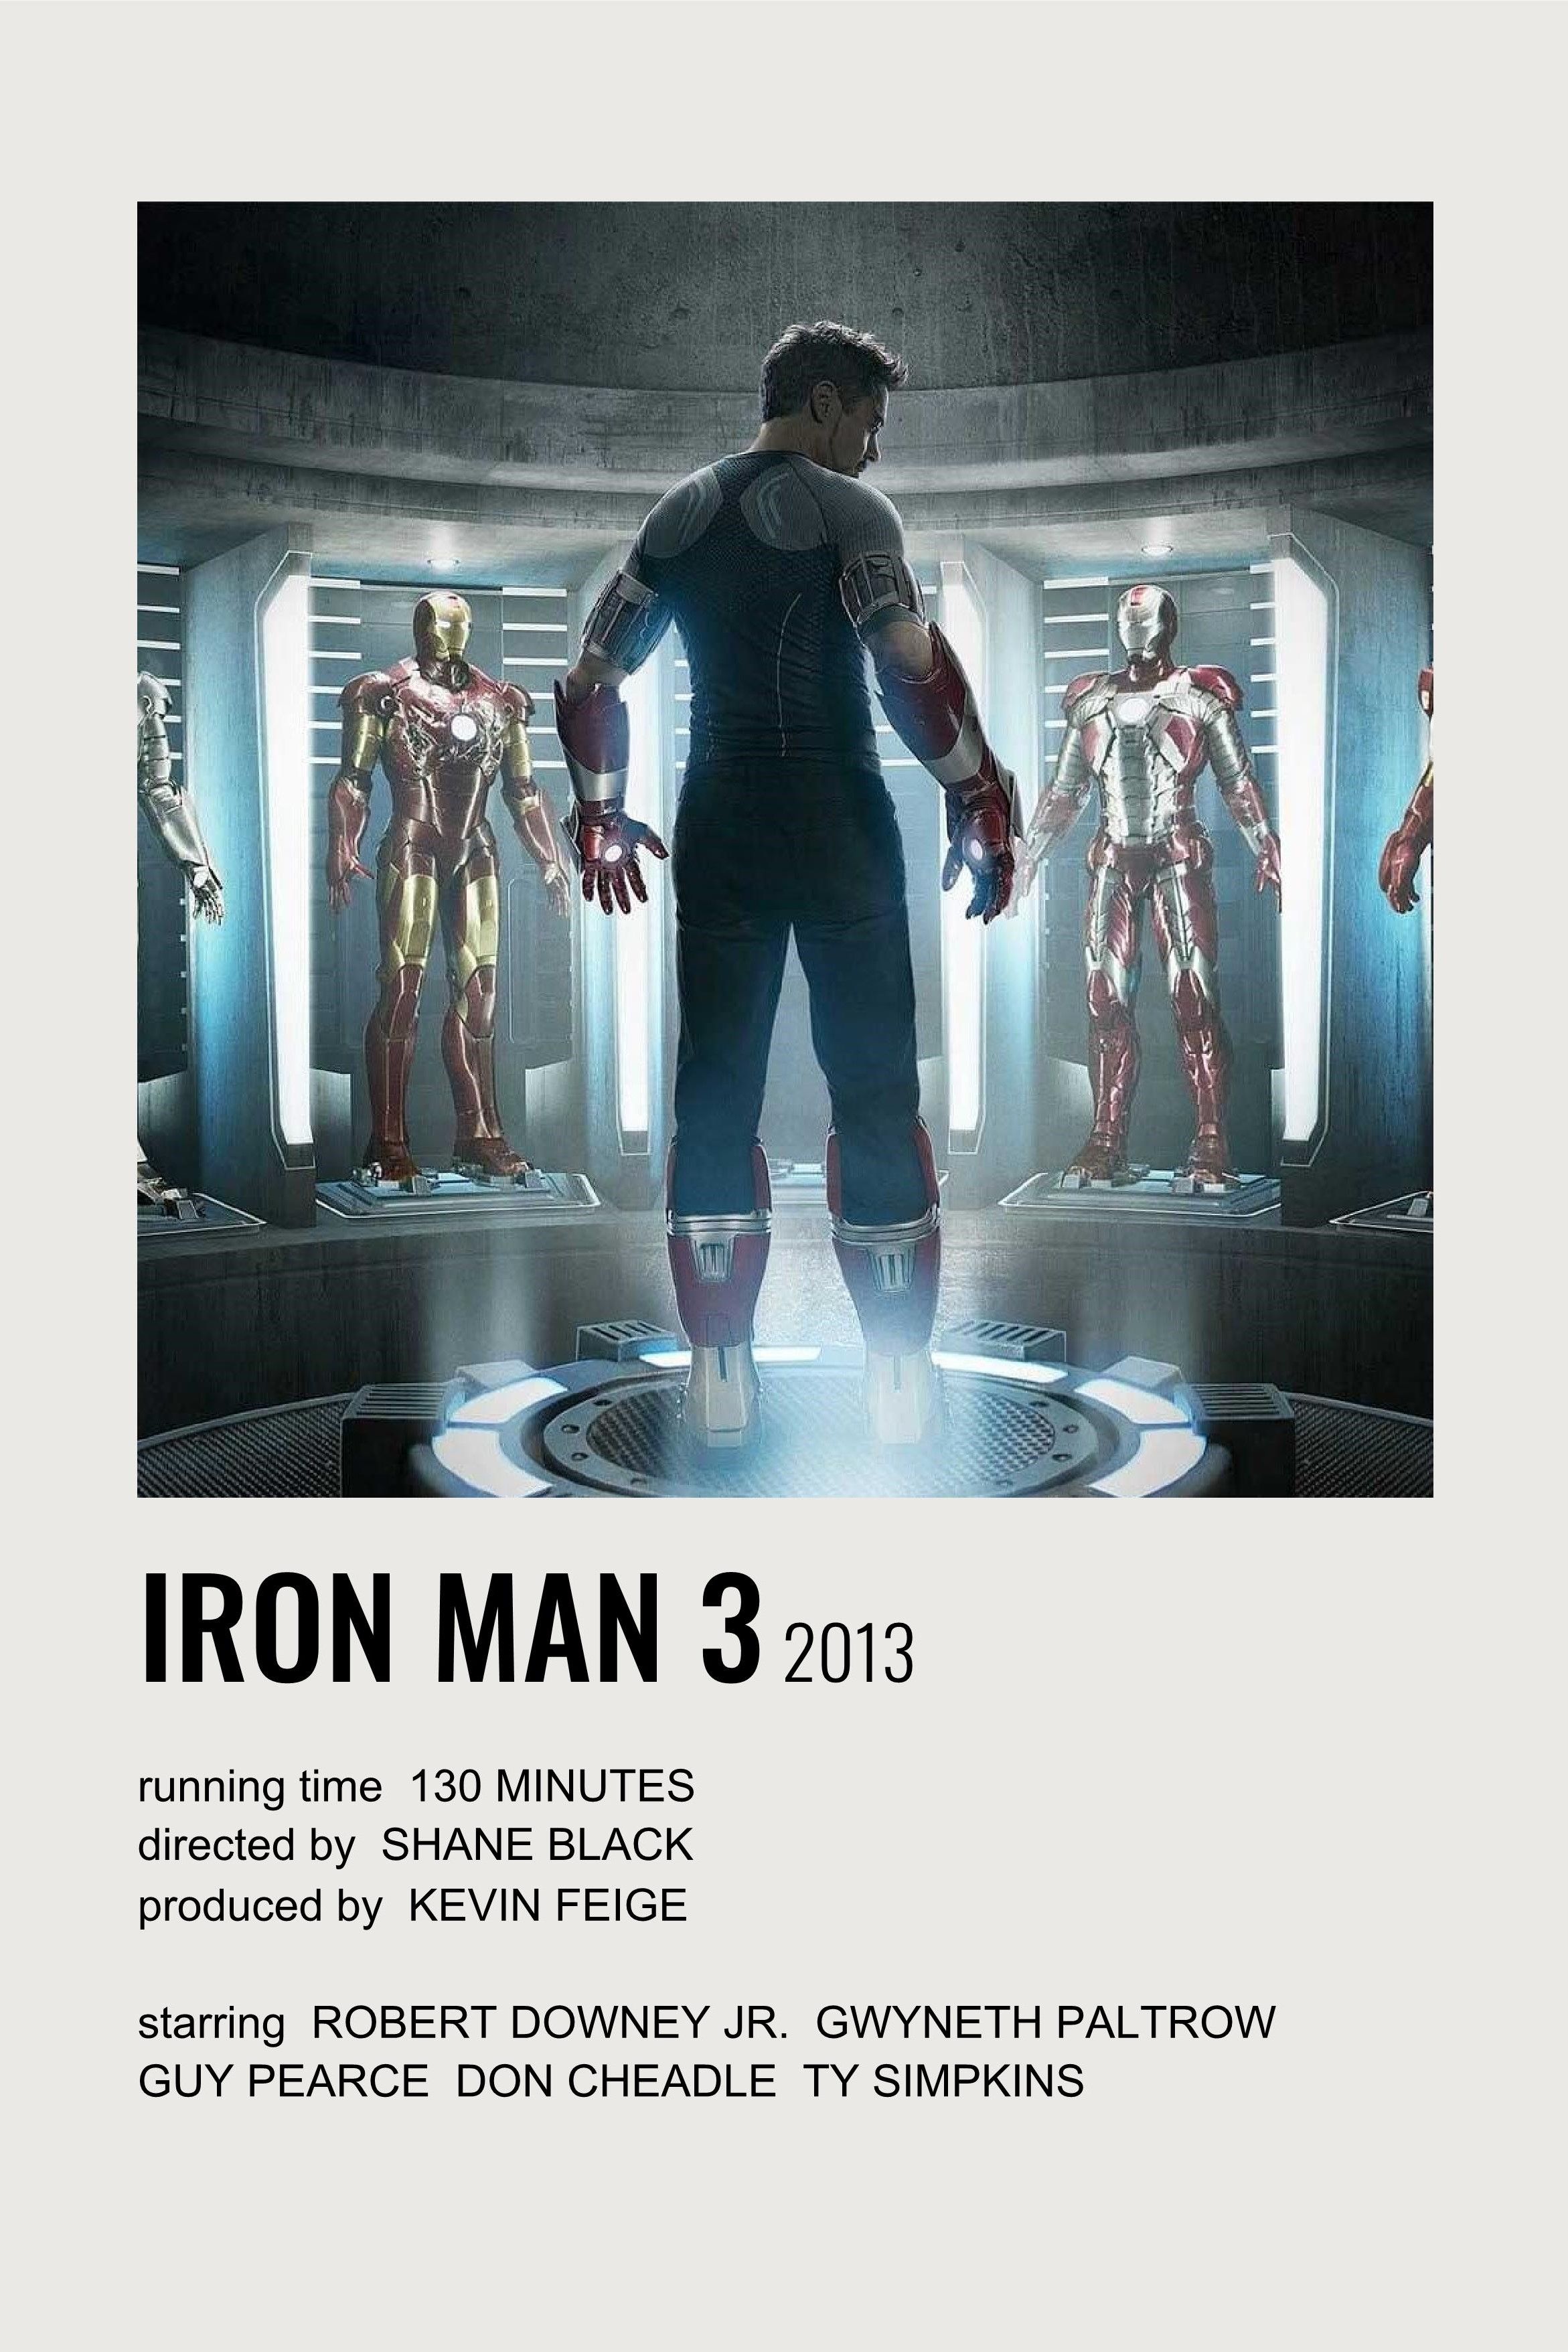 IRON MAN 3 2013
running time 130 MINUTES
directed by SHANE BLACK
produced by KEVIN FEIGE
starring ROBERT DOWNEY JR. GWYNETH PALTROW
GUY PEARCE DON CHEADLE TY SIMPKINS